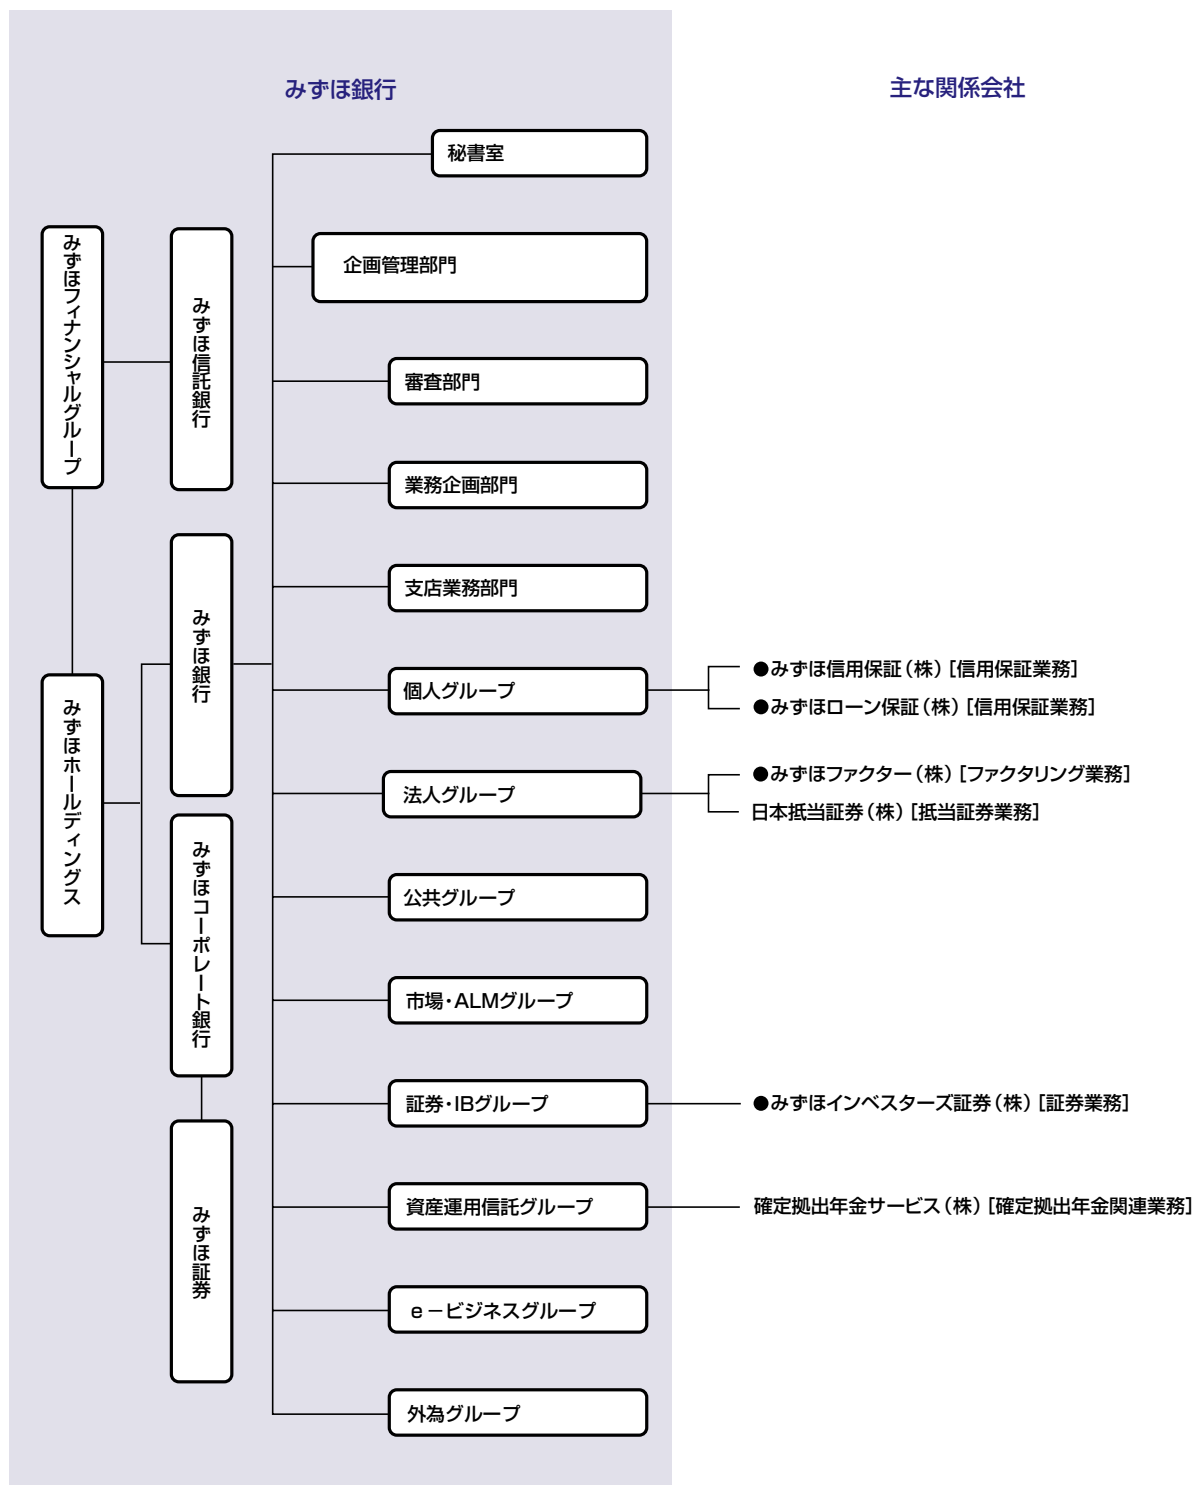 みずほ銀行
主な関係会社
みずほフィナンシャルグループ
みずほホールディングス
みずほ信託銀行
みずほ銀行
みずほコーポレート銀行
みずほ証券
秘書室
企画管理部門
審査部門
業務企画部門
支店業務部門
個人グループ
●みずほ信用保証（株）[信用保証業務]
●みずほローン保証（株）[信用保証業務]
法人グループ
●みずほファクター（株）[ファクタリング業務]
日本抵当証券（株）[抵当証券業務]
公共グループ
市場・ALMグループ
証券・IBグループ
●みずほインベスターズ証券（株）[証券業務]
資産運用信託グループ
確定拠出年金サービス（株）[確定拠出年金関連業務]
e－ビジネスグループ
外為グループ